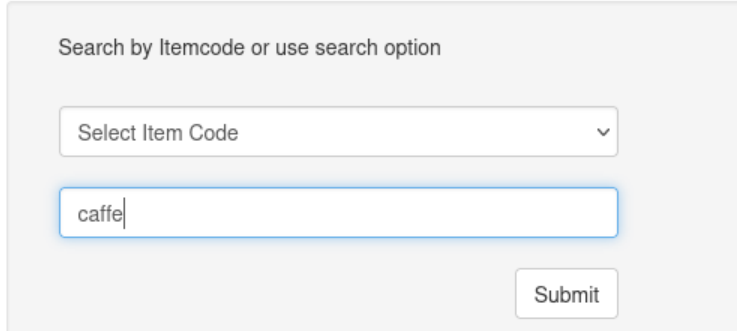 Search by Itemcode or use search option
Select Item Code
caffe
Submit